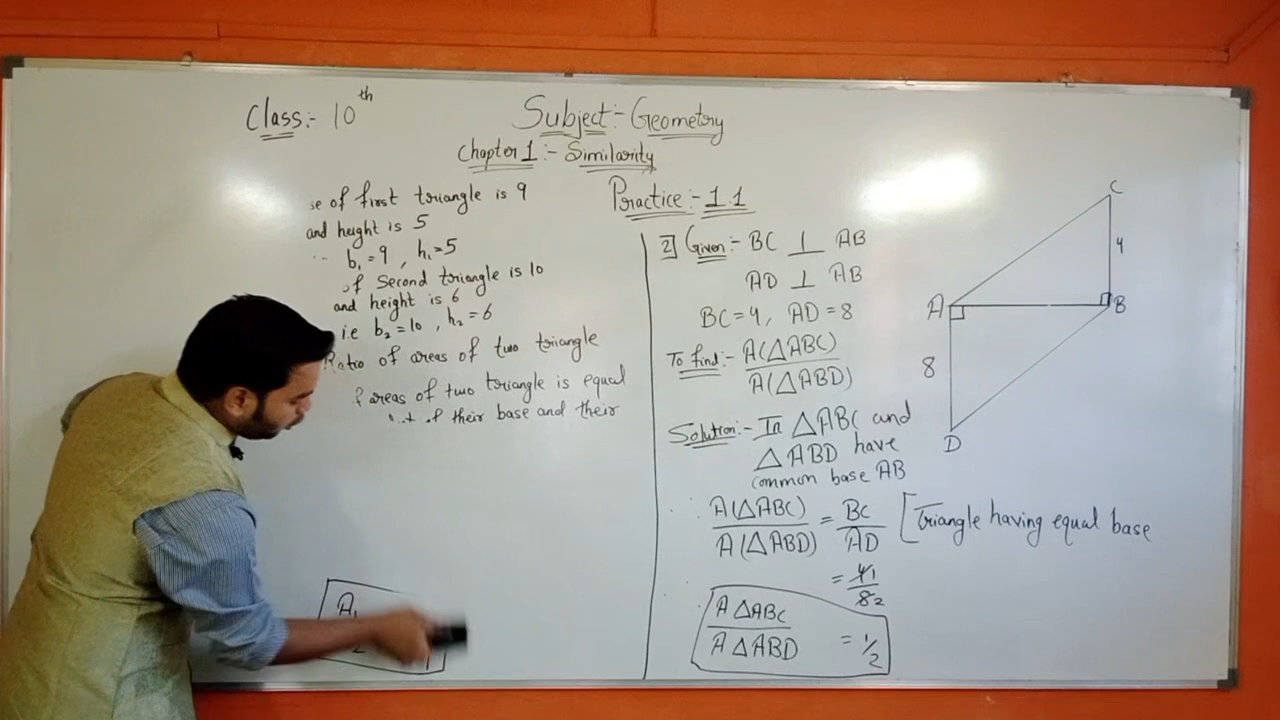 Class:- 10th
Subject:- Geometry
Chapter 1:- Similarity
Practice:- 1.1
se of first triangle is 9
and height is 5
b₁=9, h₁=5
of Second triangle is 10
and height is 6
i.e b₂=10, h₂=6
Ratio of areas of two triangle
f areas of two triangle is equal
of their base and their
A₁
2] Given:- BC ⊥ AB
AD ⊥ AB
BC=4, AD=8
To find:- A(△ABC)
A(△ABD)
Solution:- In △ABC and
△ABD have
common base AB
A(△ABC) = BC [Triangle having equal base
A(△ABD) AD
= 4 1
8 2
A △ABC
A △ABD = 1/2
C
4
A
B
8
D